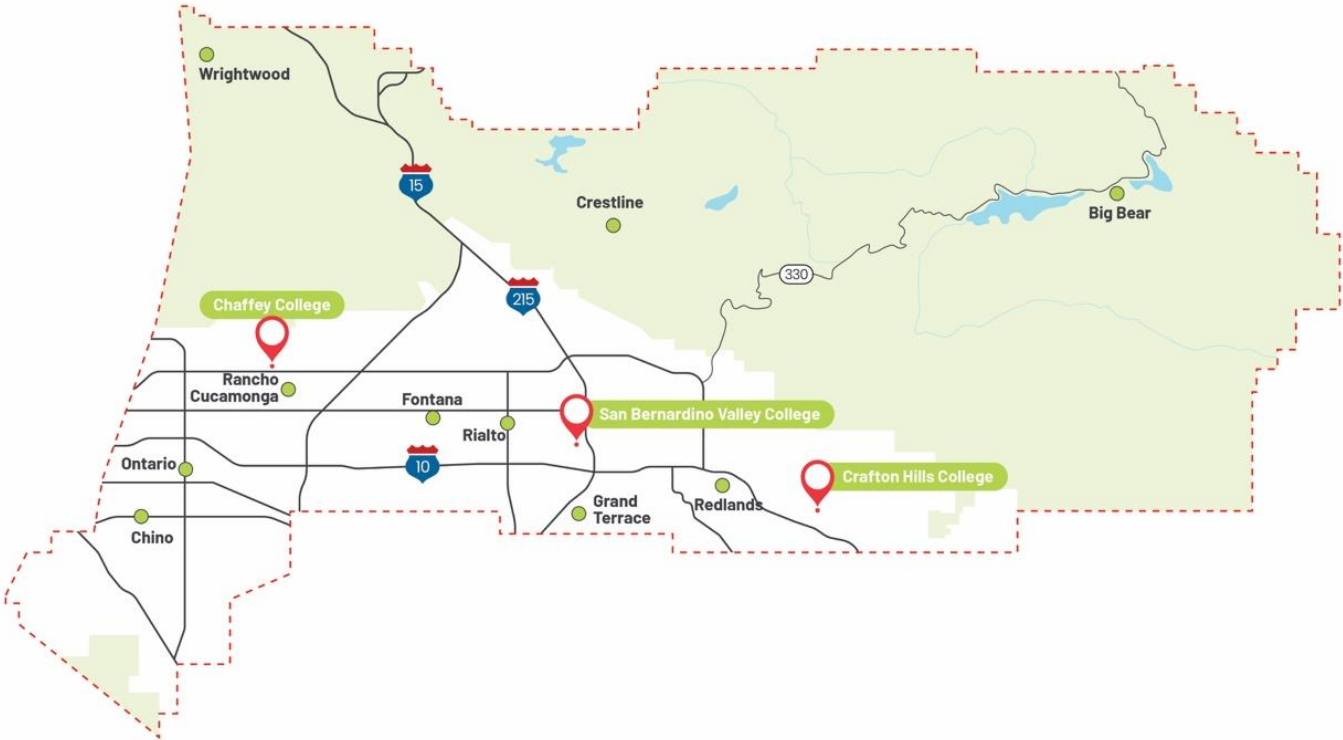 Wrightwood
15
Crestline
Big Bear
330
215
Chaffey College
Rancho
Cucamonga
Fontana
San Bernardino Valley College
Rialto
Ontario
10
Crafton Hills College
Grand
Terrace
Redlands
Chino